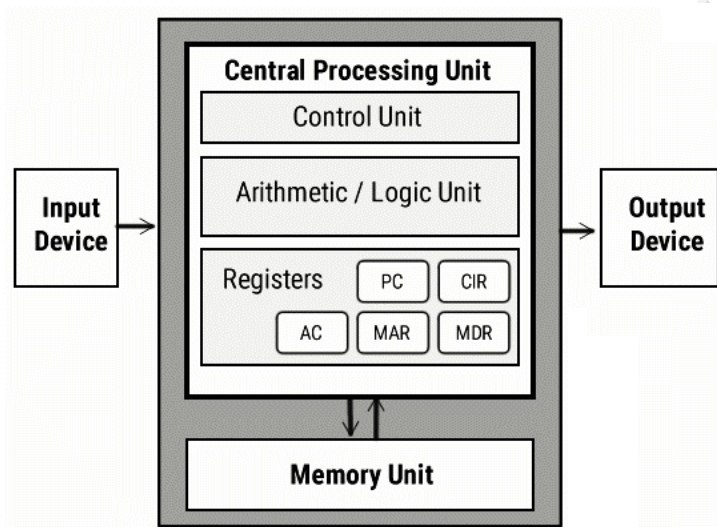 Central Processing Unit
Control Unit
Arithmetic / Logic Unit
Input
Device
Output
Device
Registers
PC
CIR
AC
MAR
MDR
Memory Unit